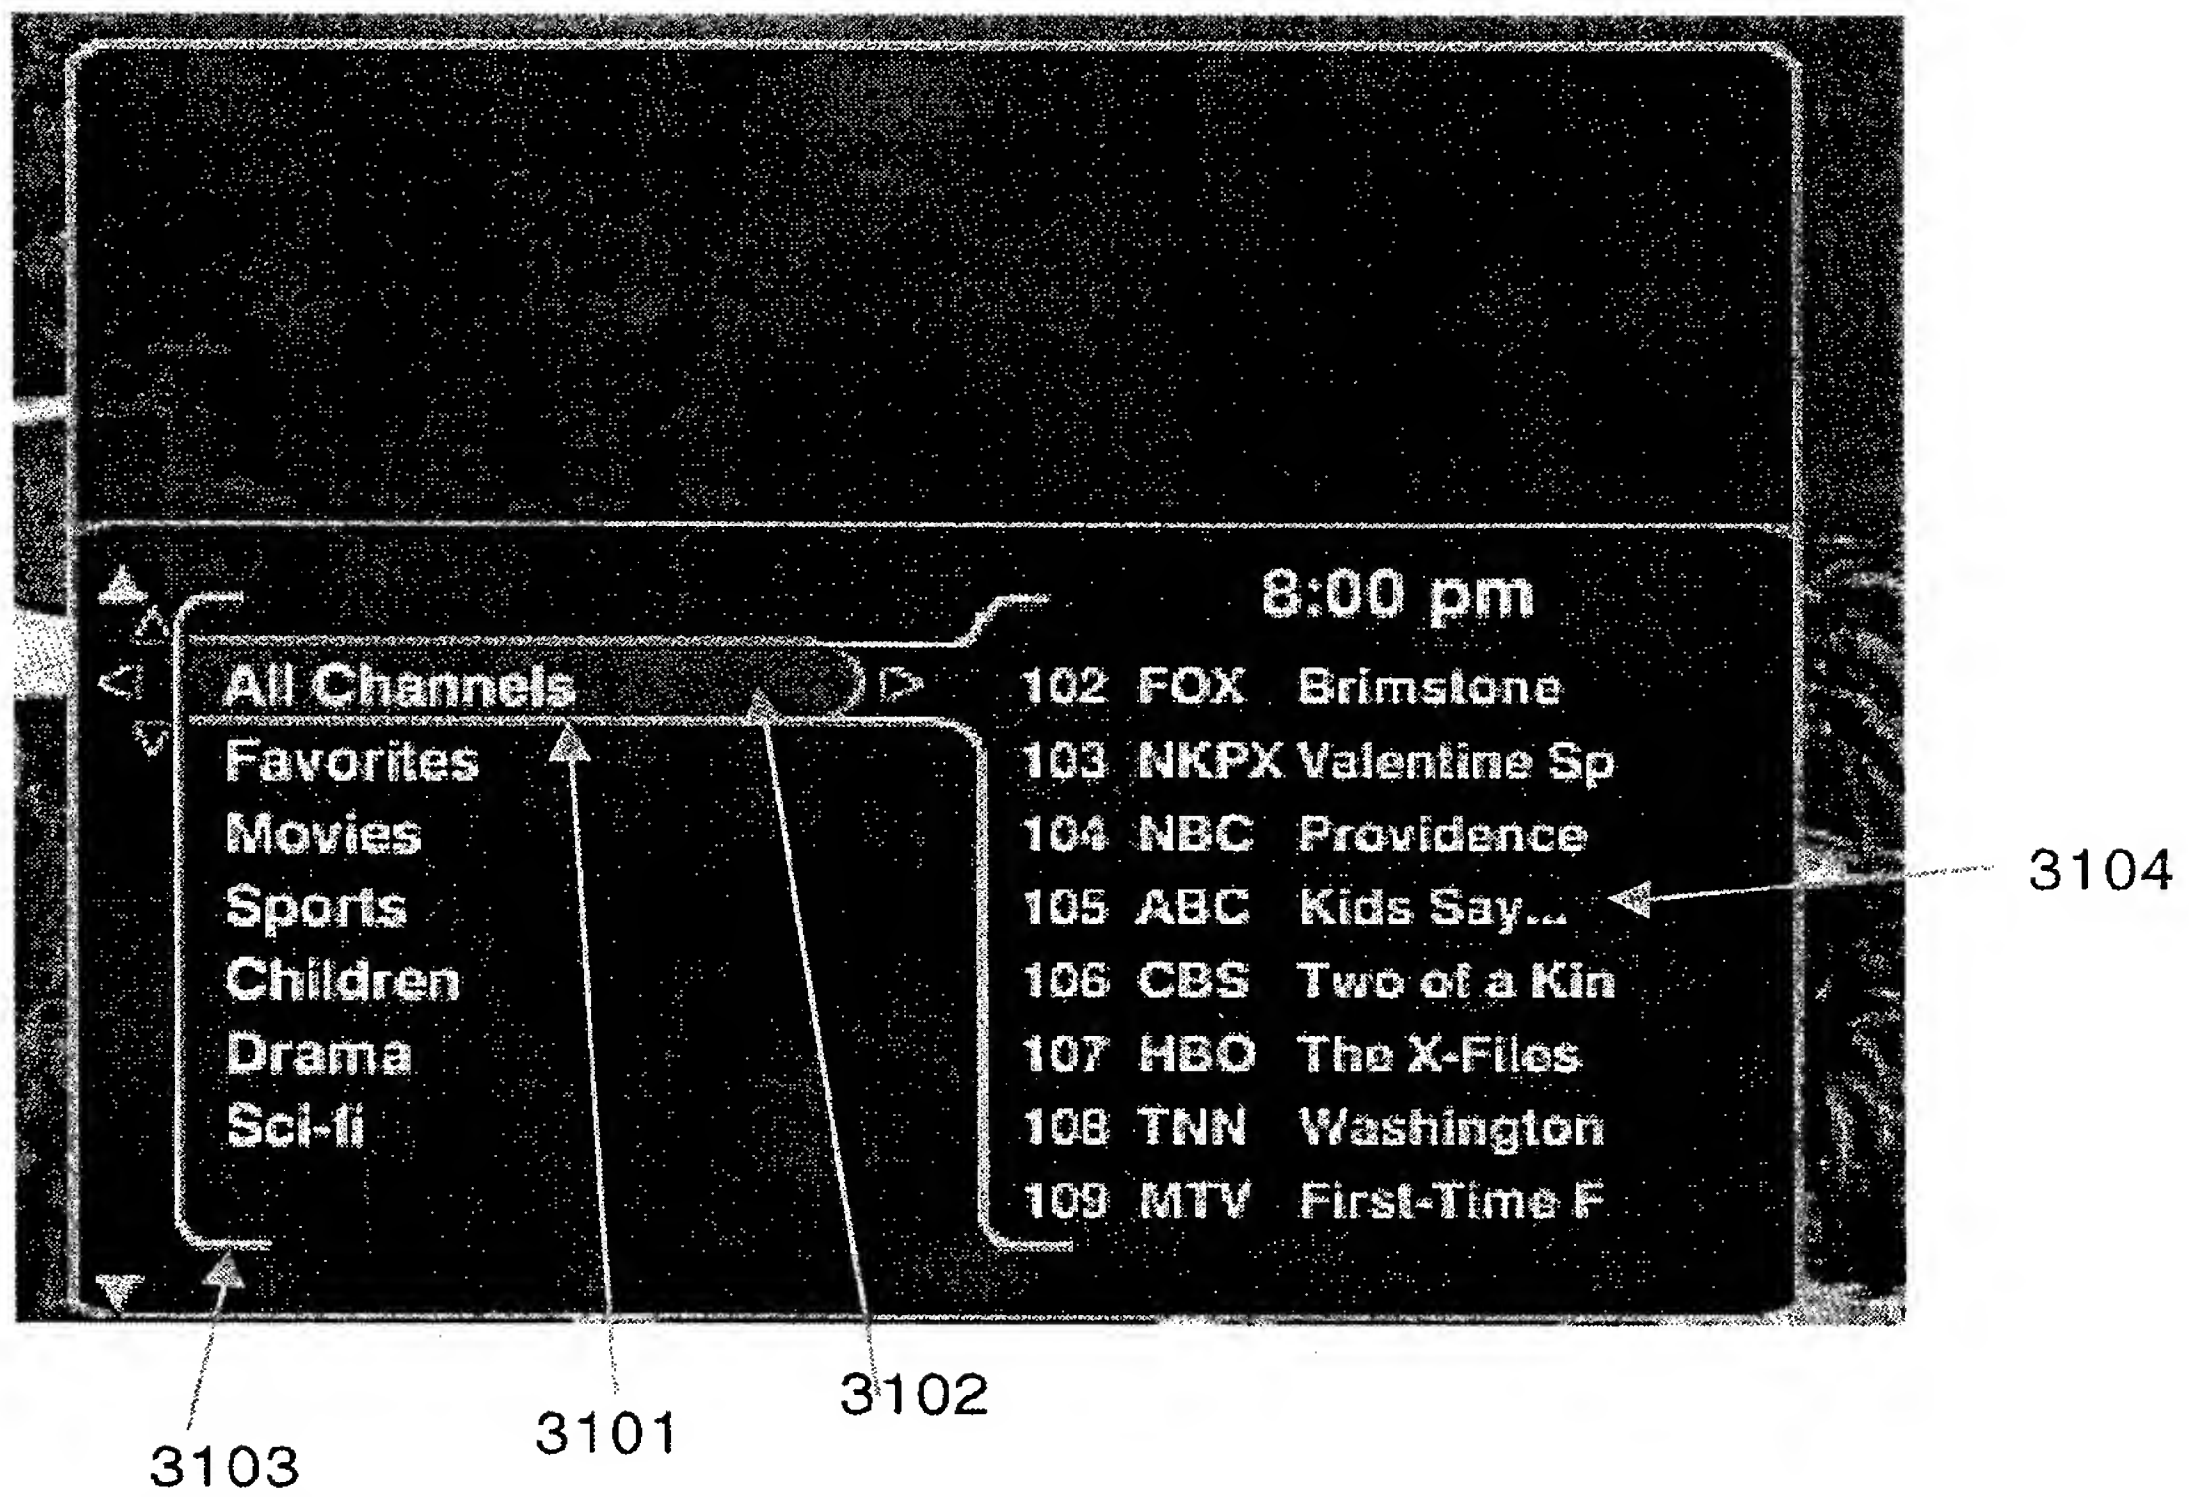 8:00 pm
All Channels
Favorites
Movies
Sports
Children
Drama
Sci-fi
102 FOX Brimstone
103 NKPX Valentine Sp
104 NBC Providence
105 ABC Kids Say...
106 CBS Two of a Kin
107 HBO The X-Files
108 TNN Washington
109 MTV First-Time F
3104
3102
3101
3103